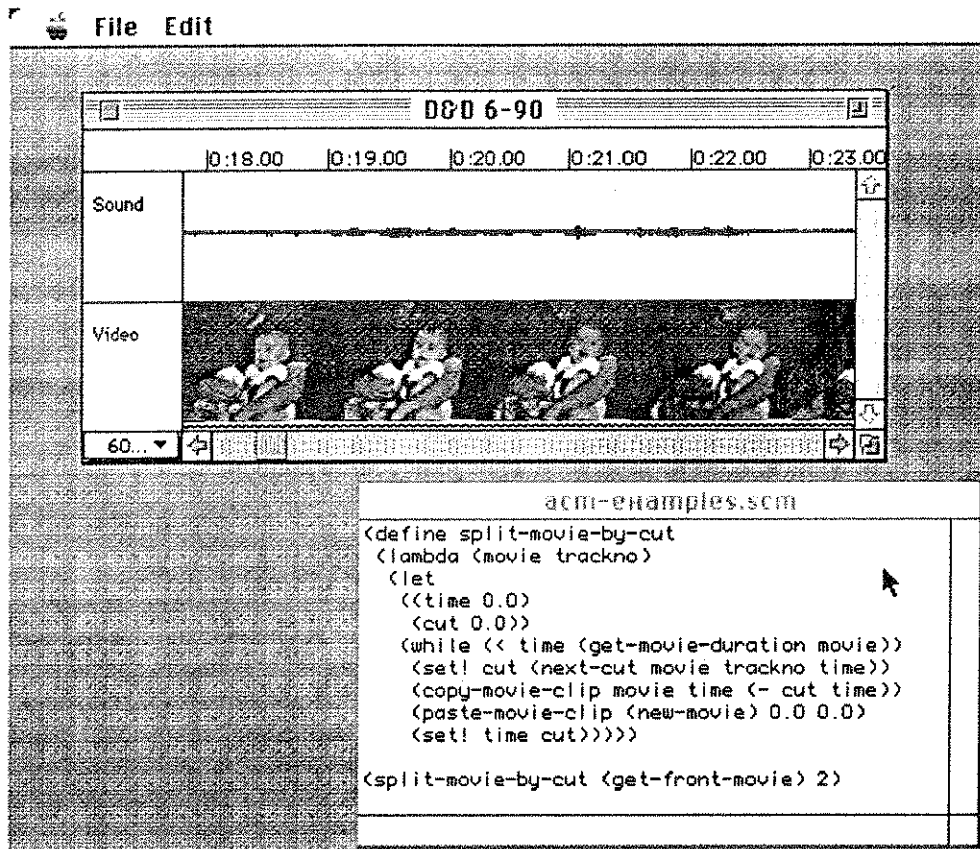 File Edit
D&D 6-90
0:18.00 0:19.00 0:20.00 0:21.00 0:22.00 0:23.00
Sound
Video
60...
acm-examples.scm
(define split-movie-by-cut
(lambda (movie trackno)
(let
((time 0.0)
(cut 0.0))
(while (< time (get-movie-duration movie))
(set! cut (next-cut movie trackno time))
(copy-movie-clip movie time (- cut time))
(paste-movie-clip (new-movie) 0.0 0.0)
(set! time cut)))))
(split-movie-by-cut (get-front-movie) 2)